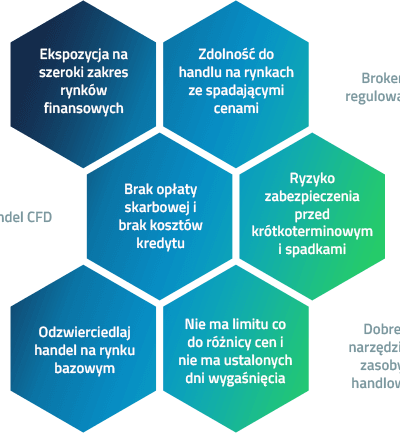 Ekspozycja na
szeroki zakres
rynków
finansowych
Zdolność do
handlu na rynkach
ze spadającymi
cenami
Broker
regulowa
Brak opłaty
skarbowej i
brak kosztów
kredytu
Ryzyko
zabezpieczenia
przed
krótkoterminowym
i spadkami
ndel CFD
Odzwierciedlaj
handel na rynku
bazowym
Nie ma limitu co
do różnicy cen i
nie ma ustalonych
dni wygaśnięcia
Dobre
narzędzi
zasoby
handlow